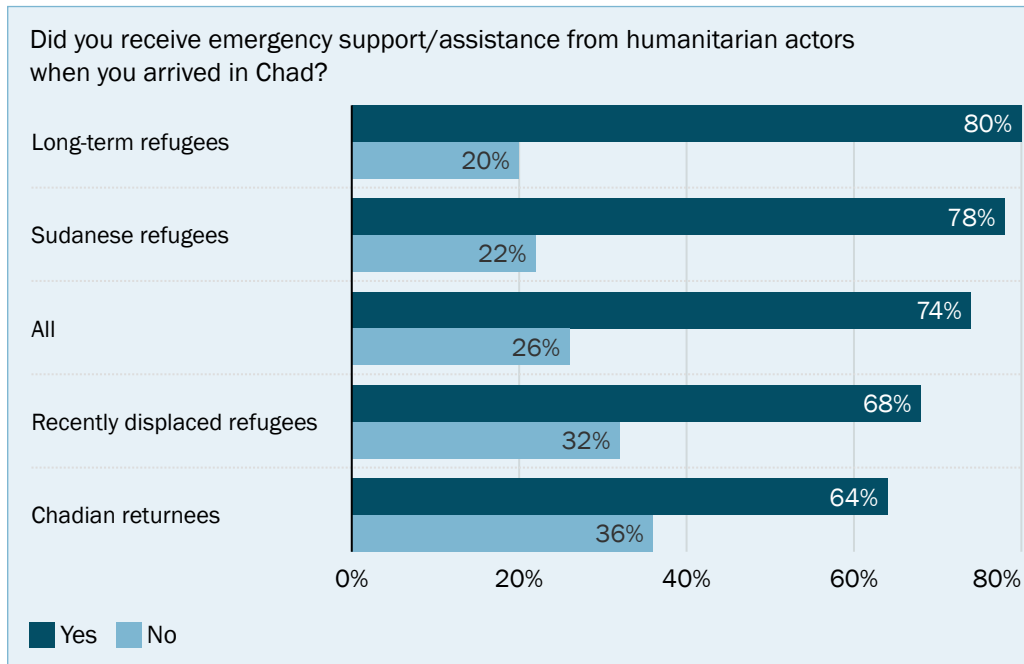 Did you receive emergency support/assistance from humanitarian actors
when you arrived in Chad?
Long-term refugees
80%
20%
Sudanese refugees
78%
22%
All
74%
26%
Recently displaced refugees
68%
32%
Chadian returnees
64%
36%
0% 20% 40% 60% 80%
Yes No